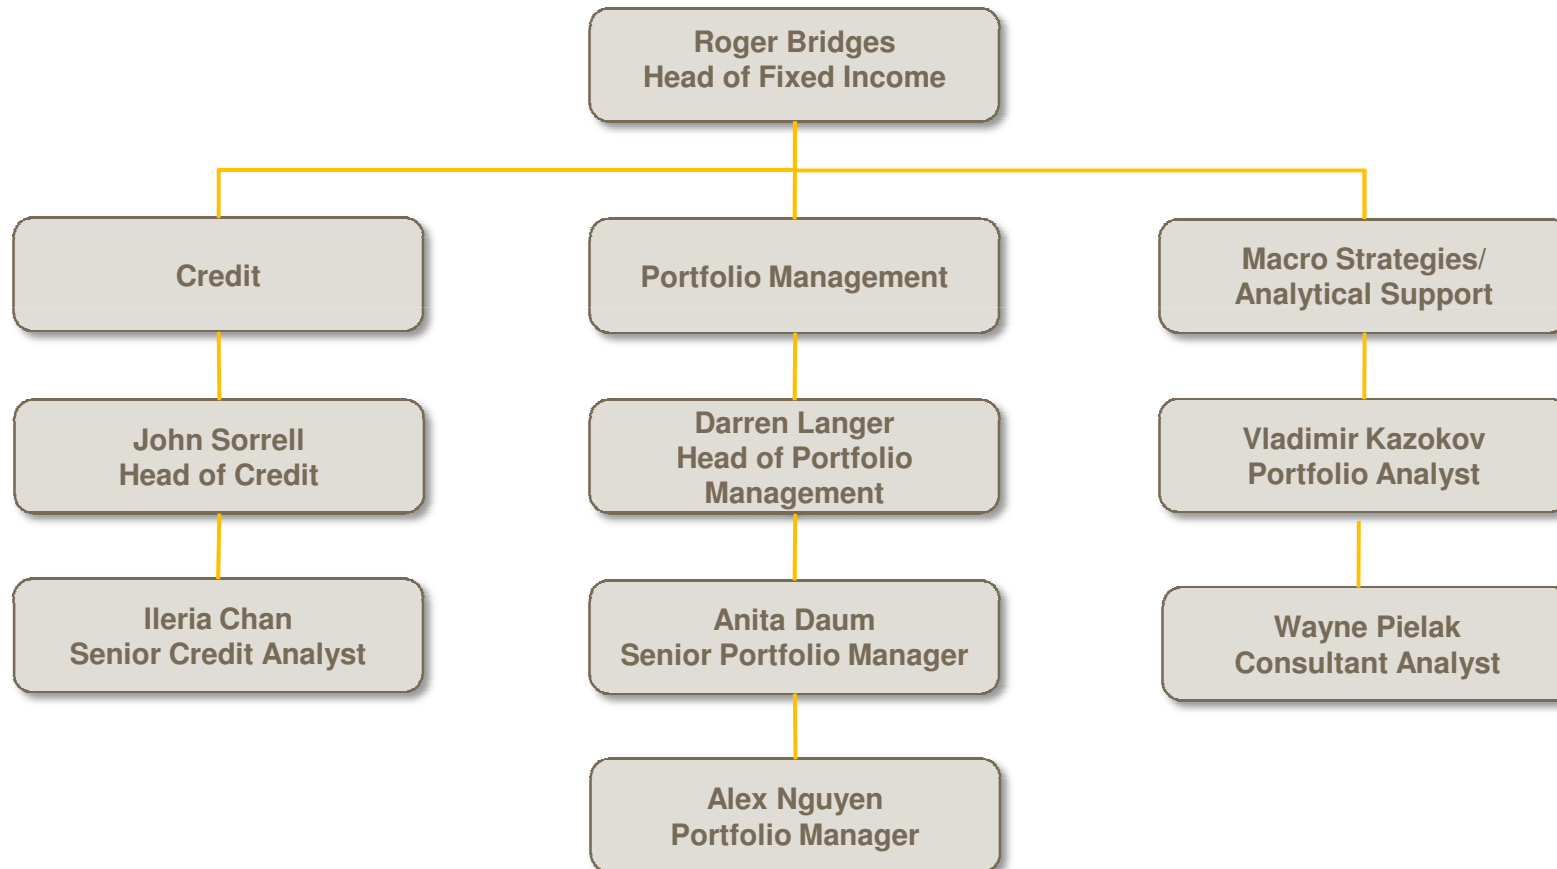 Roger Bridges
Head of Fixed Income
Credit
Portfolio Management
Macro Strategies/
Analytical Support
John Sorrell
Head of Credit
Darren Langer
Head of Portfolio
Management
Vladimir Kazokov
Portfolio Analyst
Ileria Chan
Senior Credit Analyst
Anita Daum
Senior Portfolio Manager
Wayne Pielak
Consultant Analyst
Alex Nguyen
Portfolio Manager